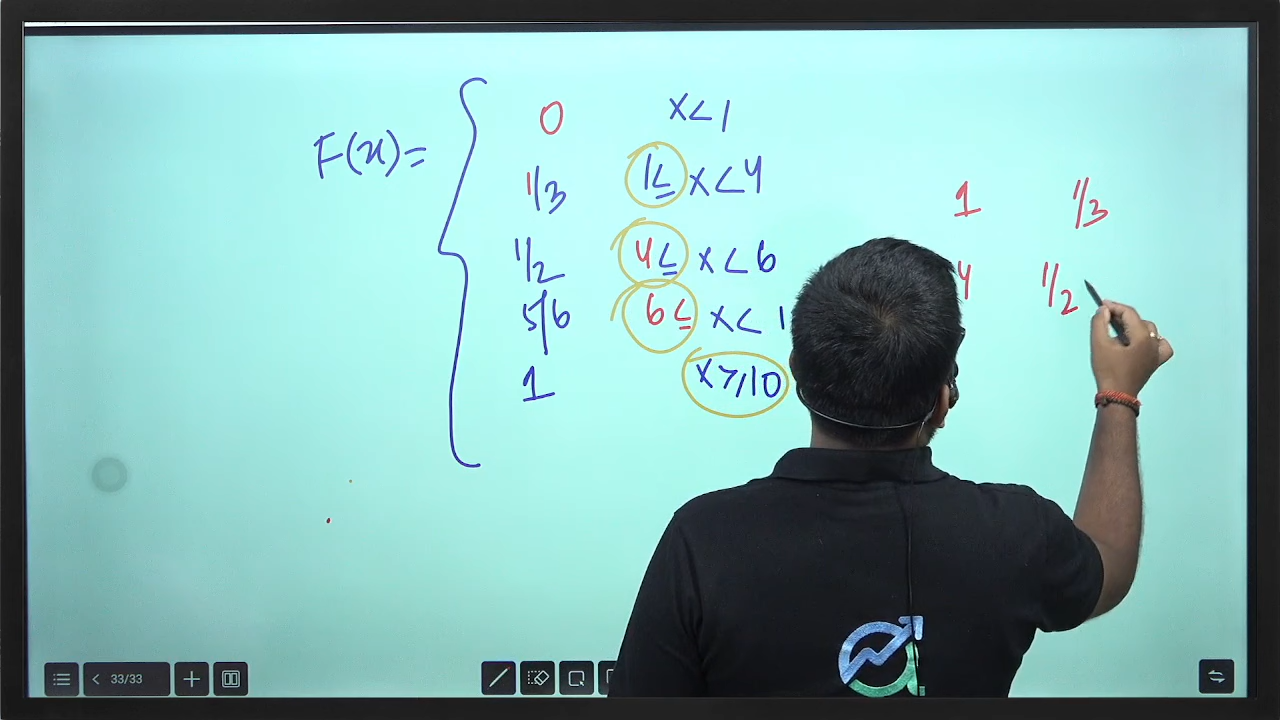 F(x)=
0 x<1
1/3 1≤ x<4
1/2 4≤ x<6
5/6 6≤ x<1
1 x≥10
1 1/3
4 1/2
33/33